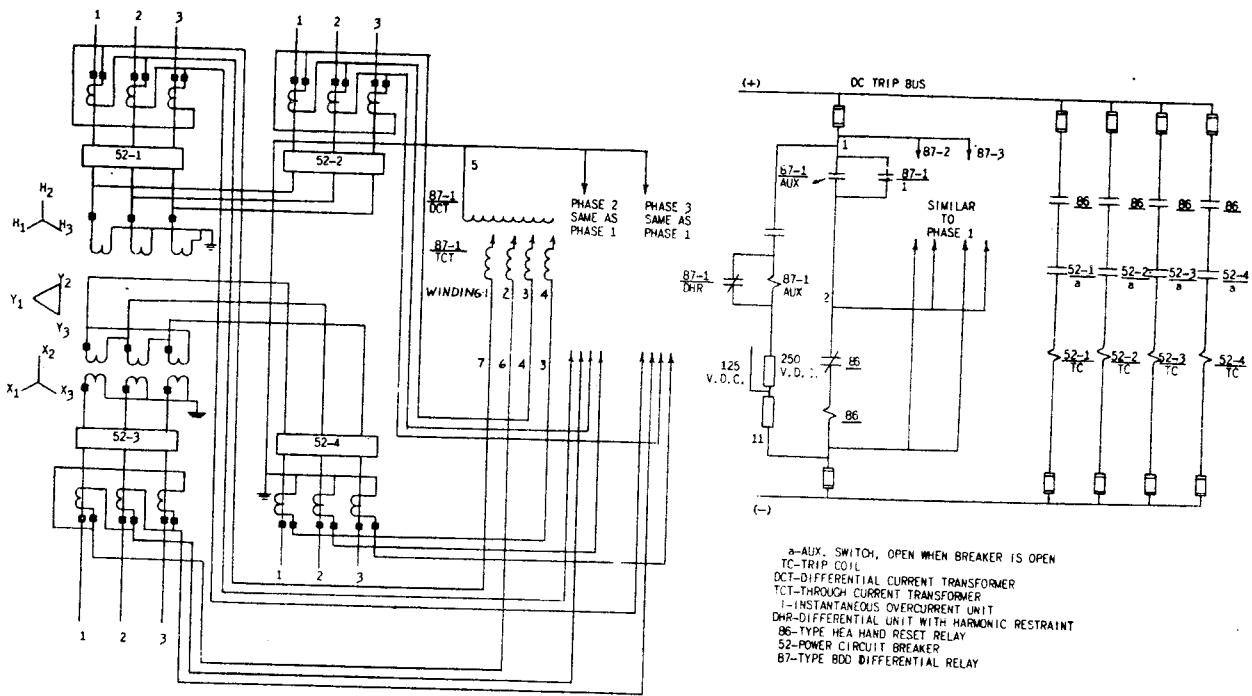 1 2 3
1 2 3
52-1
52-2
H2
H1 H3
5
87-1
DCT
87-1
TCT
PHASE 2
SAME AS
PHASE 1
PHASE 3
SAME AS
PHASE 1
WINDING-1 2 3 4
Y2
Y1
Y3
X2
X1 X3
7 6 4 3
52-3
52-4
1 2 3
1 2 3
(+) DC TRIP BUS
1
87-2 87-3
87-1
AUX
87-1
1
SIMILAR
TO
PHASE 1
87-1
DHR
87-1
AUX
2
125
V.D.C.
250
V.D.C.
86
86
11
86 86 86 86
52-1
a
52-2
a
52-3
a
52-4
a
52-1
TC
52-2
TC
52-3
TC
52-4
TC
(-)
a-AUX. SWITCH, OPEN WHEN BREAKER IS OPEN
TC-TRIP COIL
DCT-DIFFERENTIAL CURRENT TRANSFORMER
TCT-THROUGH CURRENT TRANSFORMER
I-INSTANTANEOUS OVERCURRENT UNIT
DHR-DIFFERENTIAL UNIT WITH HARMONIC RESTRAINT
86-TYPE HEA HAND RESET RELAY
52-POWER CIRCUIT BREAKER
87-TYPE BDD DIFFERENTIAL RELAY